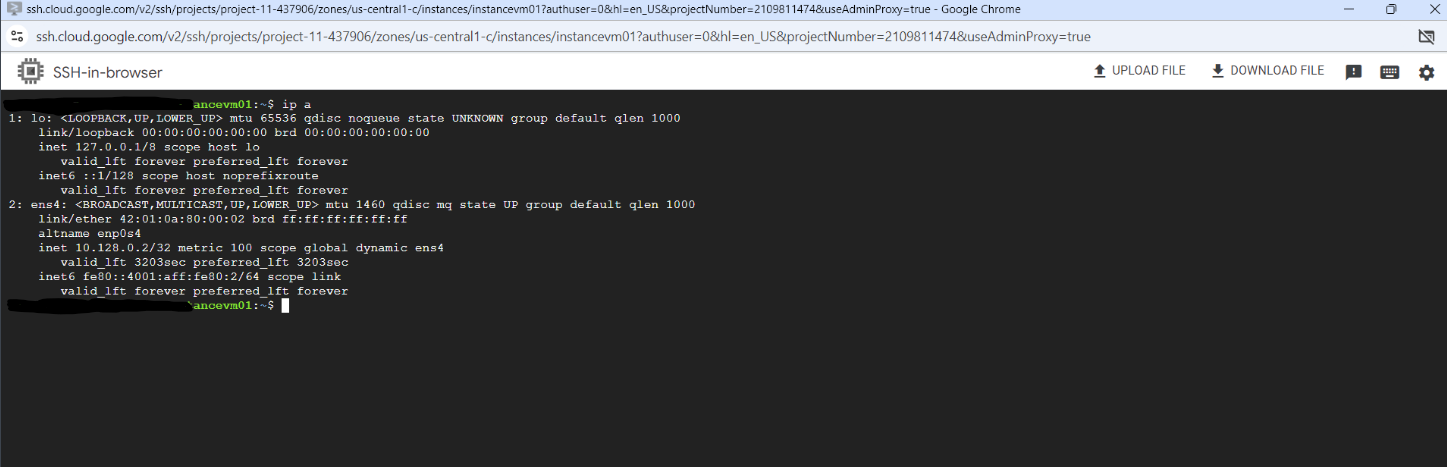 ssh.cloud.google.com/v2/ssh/projects/project-11-437906/zones/us-central1-c/instances/instancevm01?authuser=0&hl=en_US&projectNumber=2109811474&useAdminProxy=true - Google Chrome
ssh.cloud.google.com/v2/ssh/projects/project-11-437906/zones/us-central1-c/instances/instancevm01?authuser=0&hl=en_US&projectNumber=2109811474&useAdminProxy=true
SSH-in-browser UPLOAD FILE DOWNLOAD FILE
ancevm01:~$ ip a
1: lo: <LOOPBACK,UP,LOWER_UP> mtu 65536 qdisc noqueue state UNKNOWN group default qlen 1000
link/loopback 00:00:00:00:00:00 brd 00:00:00:00:00:00
inet 127.0.0.1/8 scope host lo
valid_lft forever preferred_lft forever
inet6 ::1/128 scope host noprefixroute
valid_lft forever preferred_lft forever
2: ens4: <BROADCAST,MULTICAST,UP,LOWER_UP> mtu 1460 qdisc mq state UP group default qlen 1000
link/ether 42:01:0a:80:00:02 brd ff:ff:ff:ff:ff:ff
altname enp0s4
inet 10.128.0.2/32 metric 100 scope global dynamic ens4
valid_lft 3203sec preferred_lft 3203sec
inet6 fe80::4001:aff:fe80:2/64 scope link
valid_lft forever preferred_lft forever
ancevm01:~$